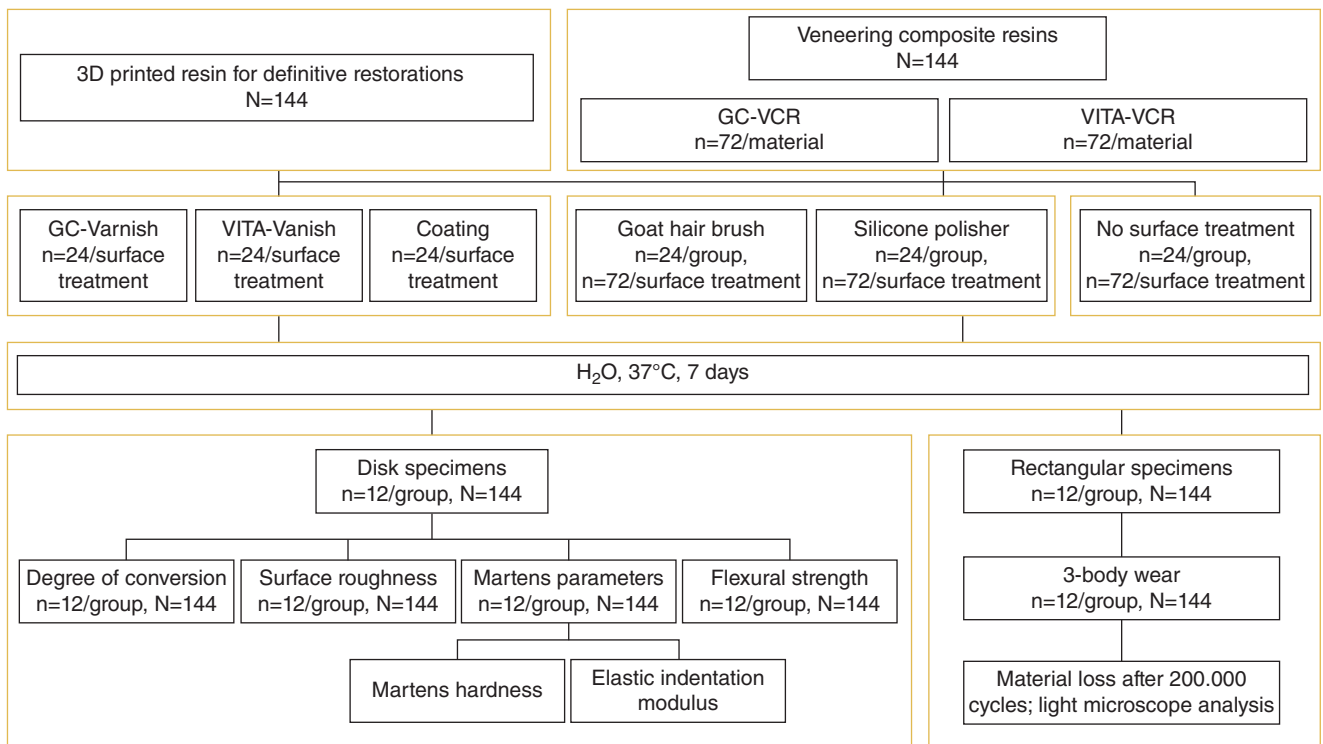 3D printed resin for definitive restorations
N=144
Veneering composite resins
N=144
GC-VCR
n=72/material
VITA-VCR
n=72/material
GC-Varnish
n=24/surface
treatment
VITA-Vanish
n=24/surface
treatment
Coating
n=24/surface
treatment
Goat hair brush
n=24/group,
n=72/surface treatment
Silicone polisher
n=24/group,
n=72/surface treatment
No surface treatment
n=24/group,
n=72/surface treatment
H₂O, 37°C, 7 days
Disk specimens
n=12/group, N=144
Degree of conversion
n=12/group, N=144
Surface roughness
n=12/group, N=144
Martens parameters
n=12/group, N=144
Flexural strength
n=12/group, N=144
Martens hardness
Elastic indentation
modulus
Rectangular specimens
n=12/group, N=144
3-body wear
n=12/group, N=144
Material loss after 200.000
cycles; light microscope analysis